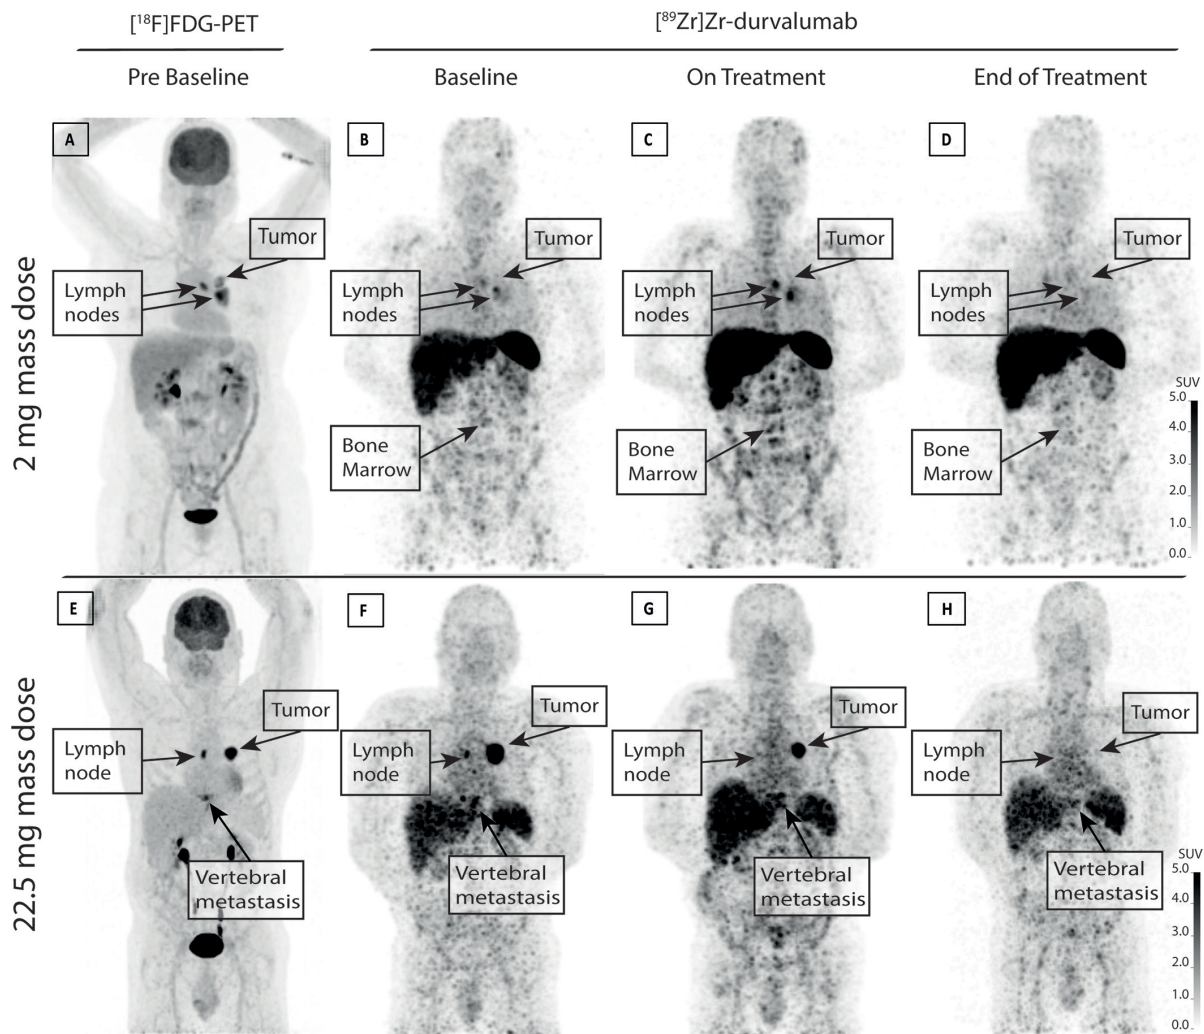 [18F]FDG-PET
[89Zr]Zr-durvalumab
Pre Baseline
Baseline
On Treatment
End of Treatment
2 mg mass dose
A
Tumor
Lymph
nodes
B
Tumor
Lymph
nodes
Bone
Marrow
C
Tumor
Lymph
nodes
Bone
Marrow
D
Tumor
Lymph
nodes
Bone
Marrow
SUV
5.0
4.0
3.0
2.0
1.0
0.0
22.5 mg mass dose
E
Tumor
Lymph
node
Vertebral
metastasis
F
Tumor
Lymph
node
Vertebral
metastasis
G
Tumor
Lymph
node
Vertebral
metastasis
H
Tumor
Lymph
node
Vertebral
metastasis
SUV
5.0
4.0
3.0
2.0
1.0
0.0